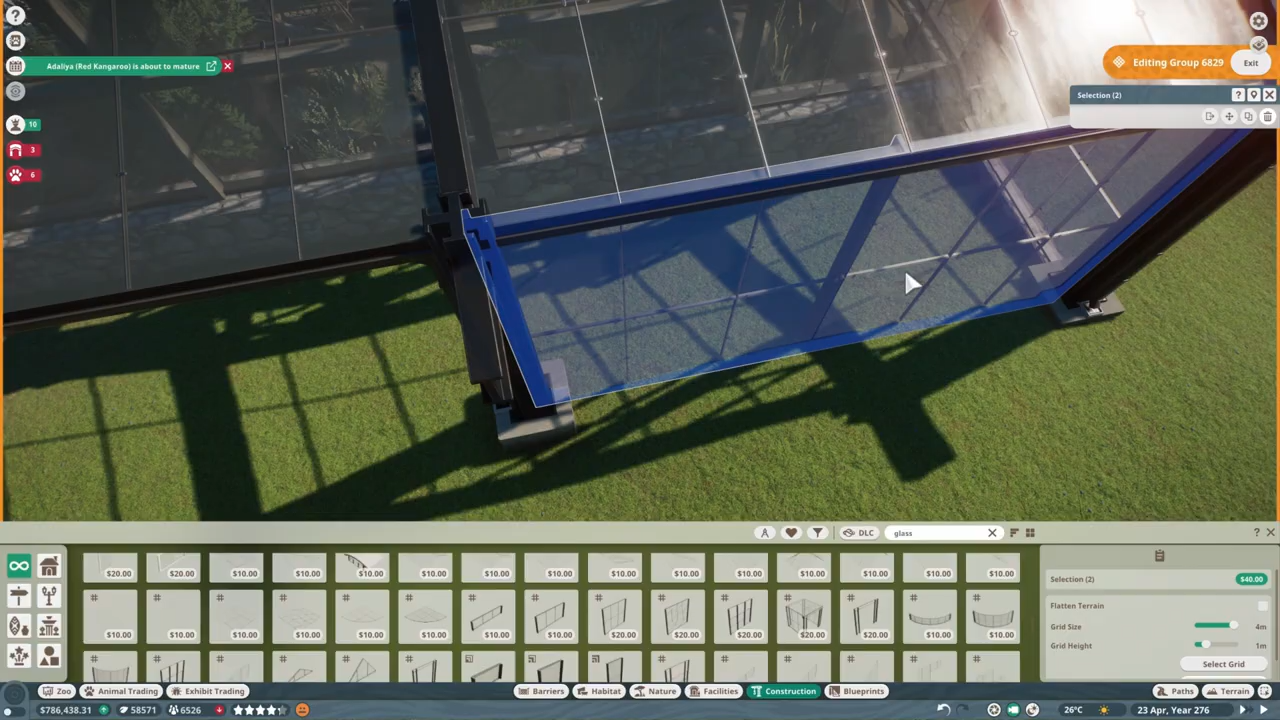 Adaliya (Red Kangaroo) is about to mature
Editing Group 6829
Exit
Selection (2)
10
3
6
DLC
glass
$20.00 $20.00 $10.00 $10.00 $10.00 $10.00 $10.00 $10.00 $10.00 $10.00 $10.00 $10.00 $10.00 $10.00 $10.00
$10.00 $10.00 $10.00 $10.00 $10.00 $10.00 $10.00 $10.00 $20.00 $20.00 $20.00 $20.00 $20.00 $10.00 $10.00
Selection (2) $40.00
Flatten Terrain
Grid Size 4m
Grid Height 1m
Select Grid
Zoo Animal Trading Exhibit Trading Barriers Habitat Nature Facilities Construction Blueprints Paths Terrain
$786,438.31 58571 6526 26°C 23 Apr, Year 276